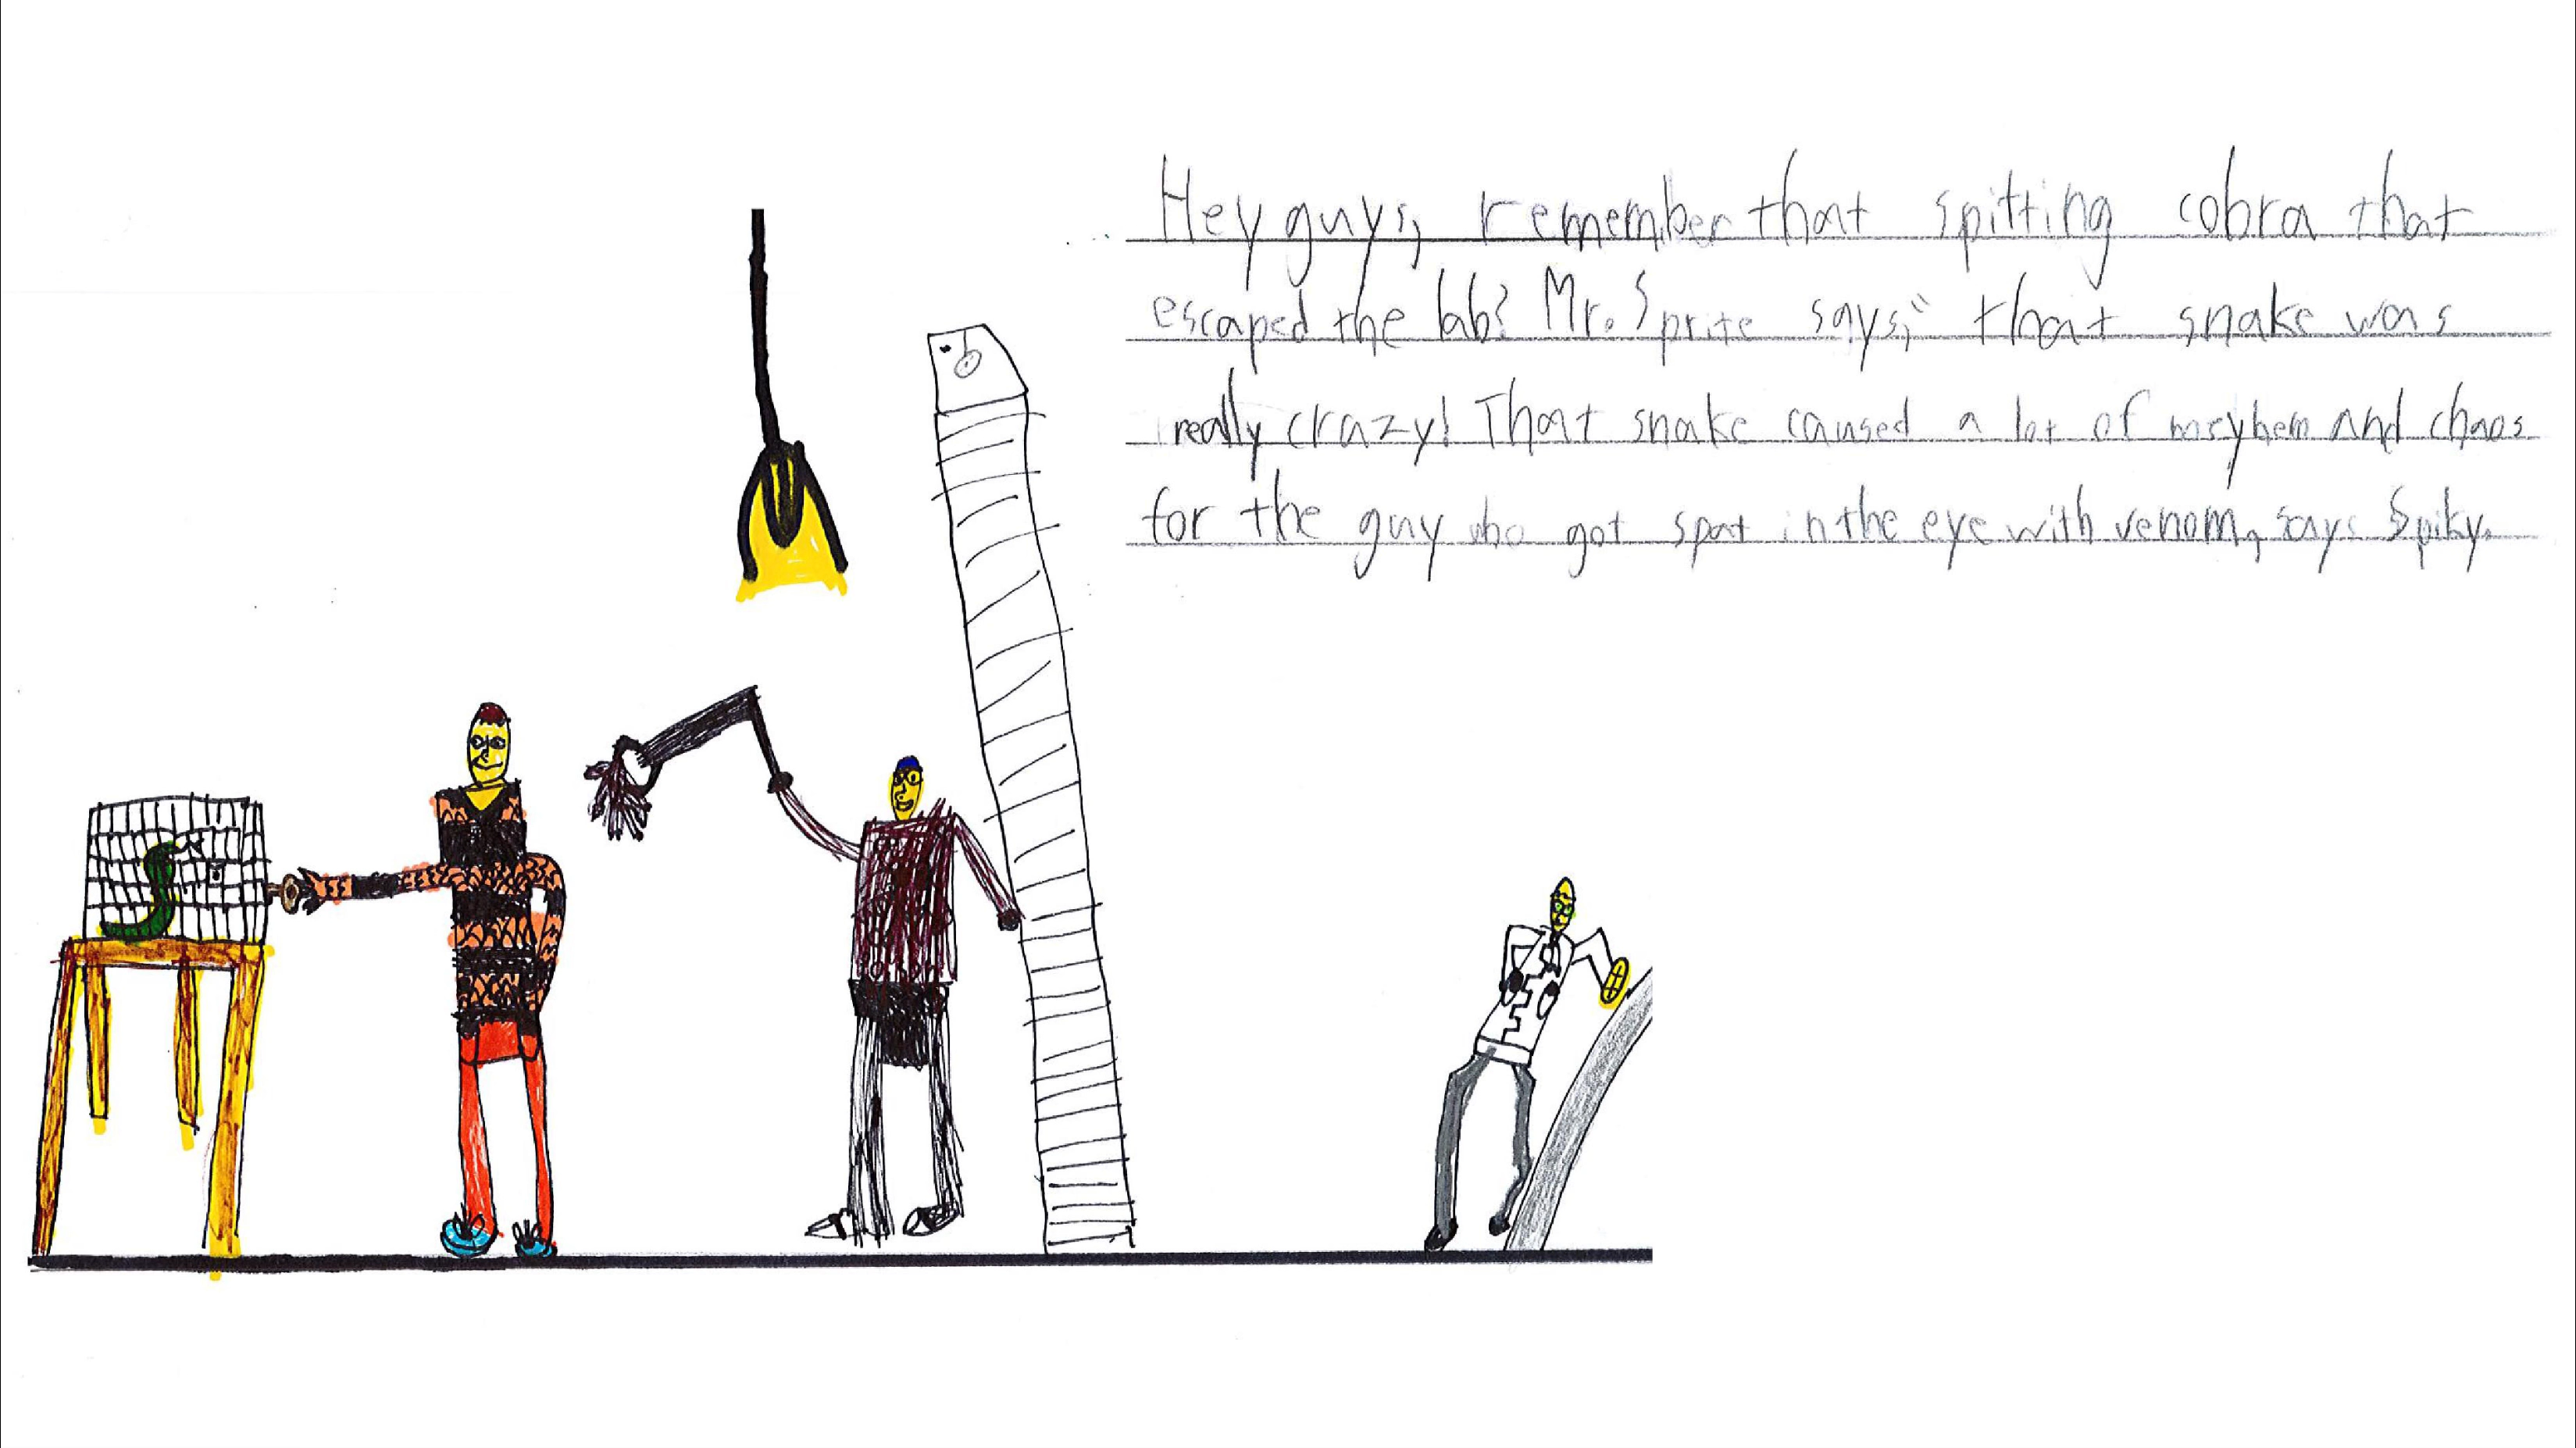 Hey guys, remember that spitting cobra that
escaped the lab? Mr. Sprite says," that snake was
really crazy! That snake caused a lot of meyhem and chaos
for the guy who got spat in the eye with venom, says Spiky.